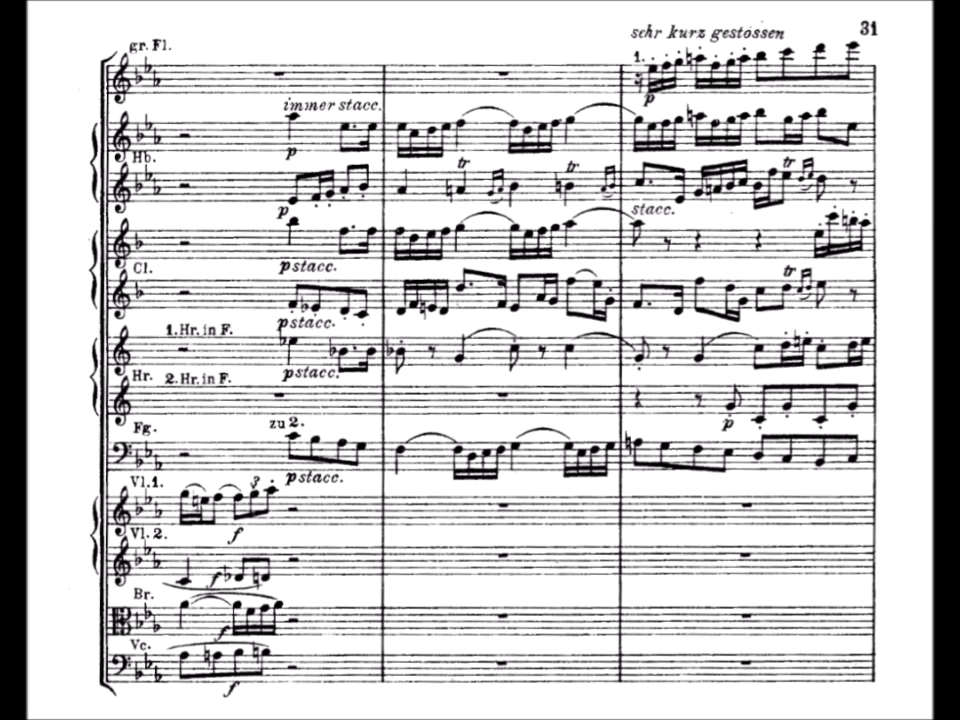 sehr kurz gestossen 31
gr. Fl.
1.
p
immer stacc.
p
Hb.
tr tr tr
p
stacc.
p stacc.
Cl.
tr
p stacc.
1. Hr. in F.
p stacc.
Hr. 2. Hr. in F.
p
Fg. zu 2.
p stacc.
Vl. 1.
3
f
Vl. 2.
f
Br.
f
Vc.
f